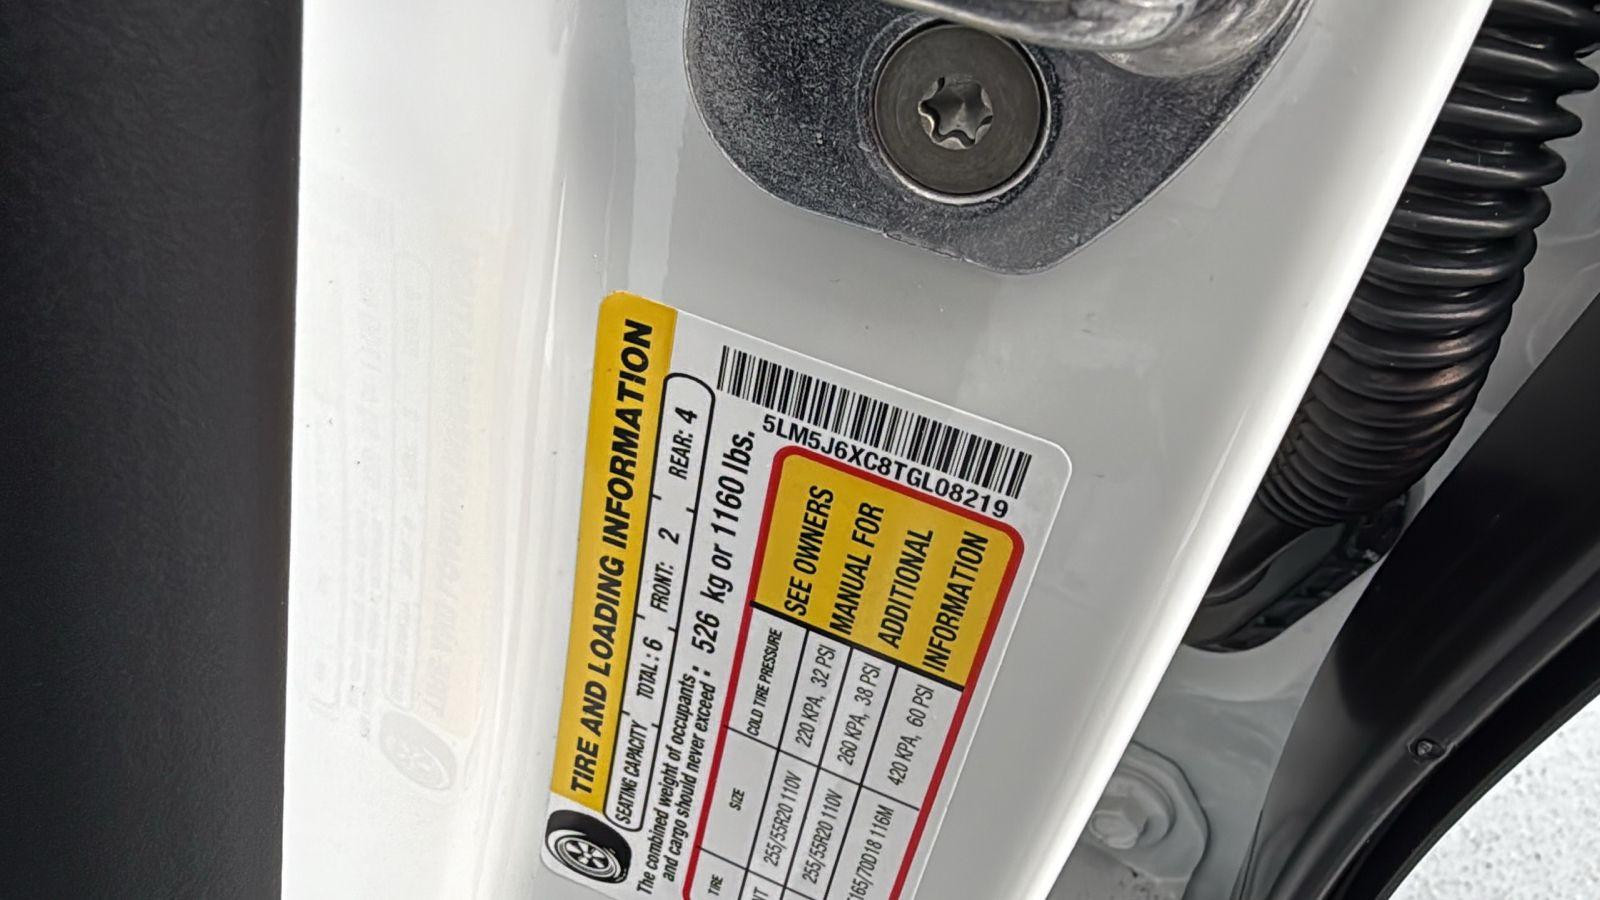 TIRE AND LOADING INFORMATION
SEATING CAPACITY TOTAL: 6 FRONT: 2 REAR: 4
The combined weight of occupants
and cargo should never exceed: 526 kg or 1160 lbs.
5LM5J6XC8TGL08219
TIRE SIZE COLD TIRE PRESSURE
255/55R20 110V 220 KPA, 32 PSI
255/55R20 110V 260 KPA, 38 PSI
165/70D18 116M 420 KPA, 60 PSI
SEE OWNERS
MANUAL FOR
ADDITIONAL
INFORMATION